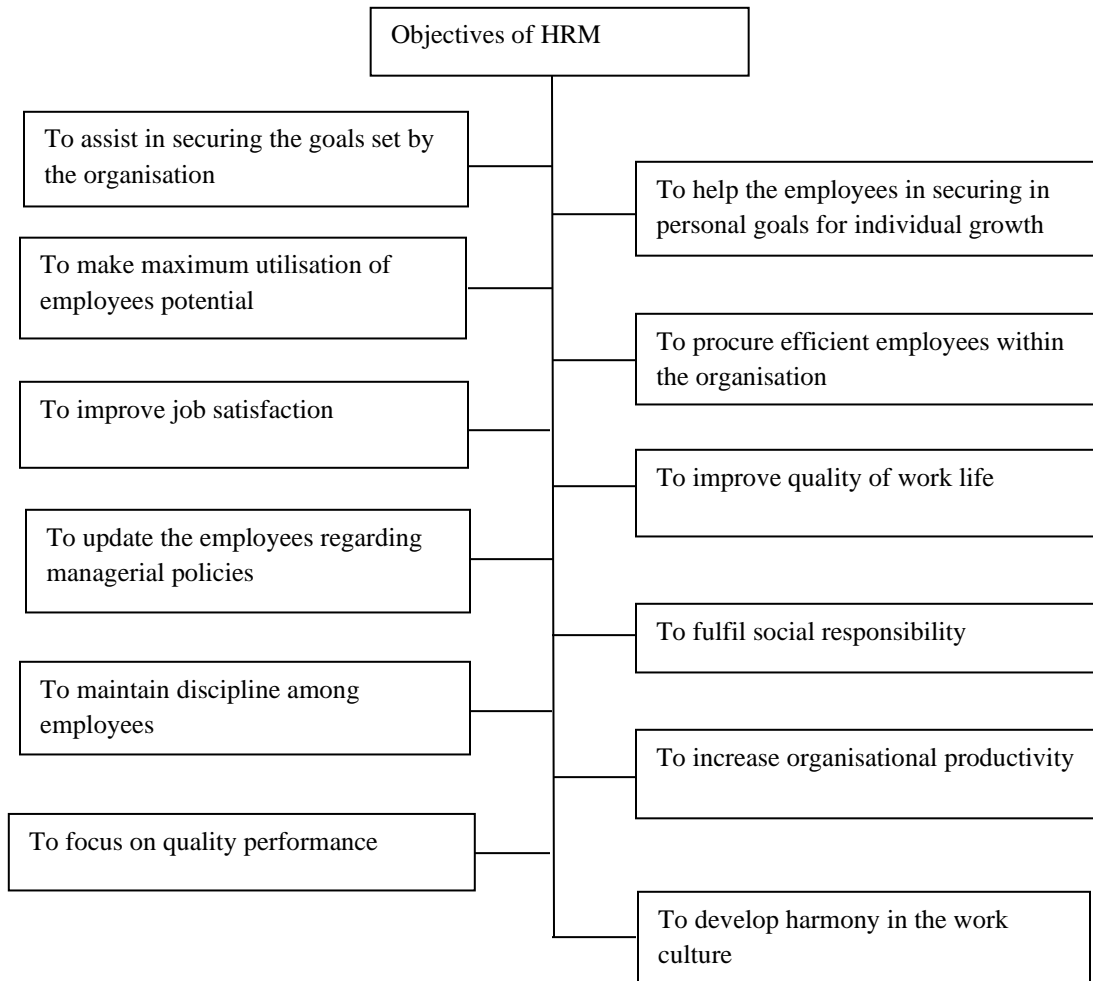 Objectives of HRM
To assist in securing the goals set by
the organisation
To help the employees in securing in
personal goals for individual growth
To make maximum utilisation of
employees potential
To procure efficient employees within
the organisation
To improve job satisfaction
To improve quality of work life
To update the employees regarding
managerial policies
To fulfil social responsibility
To maintain discipline among
employees
To increase organisational productivity
To focus on quality performance
To develop harmony in the work
culture